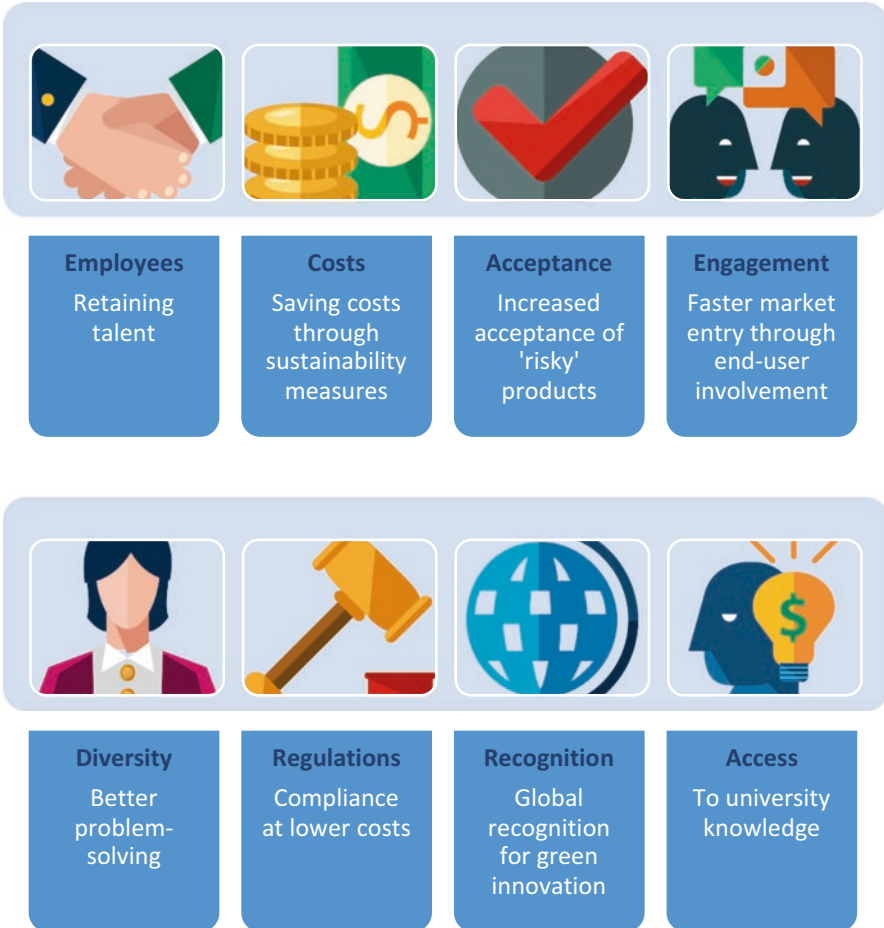 Employees
Retaining
talent
Costs
Saving costs
through
sustainability
measures
Acceptance
Increased
acceptance of
'risky'
products
Engagement
Faster market
entry through
end-user
involvement
Diversity
Better
problem-
solving
Regulations
Compliance
at lower costs
Recognition
Global
recognition
for green
innovation
Access
To university
knowledge